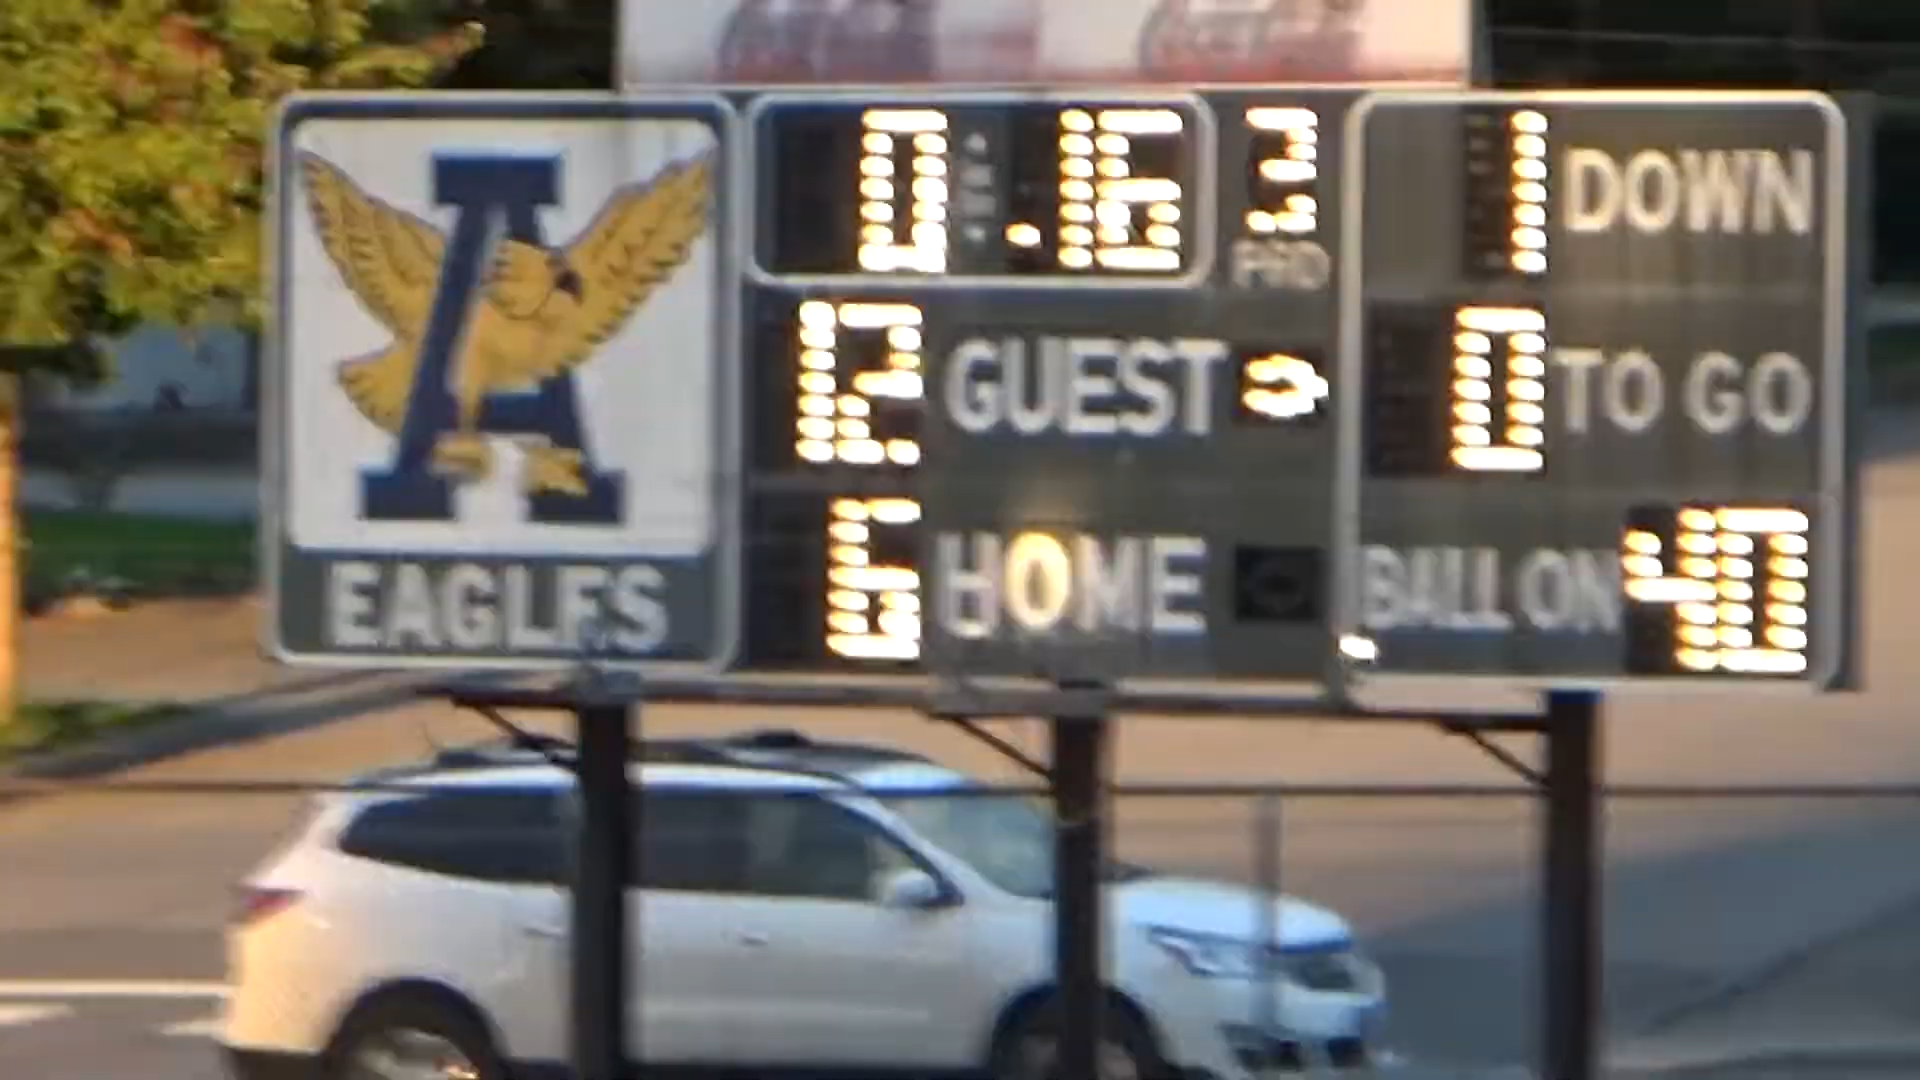 A
EAGLES
0 .16 3
PRD
12 GUEST
6 HOME
1 DOWN
0 TO GO
BALL ON 40